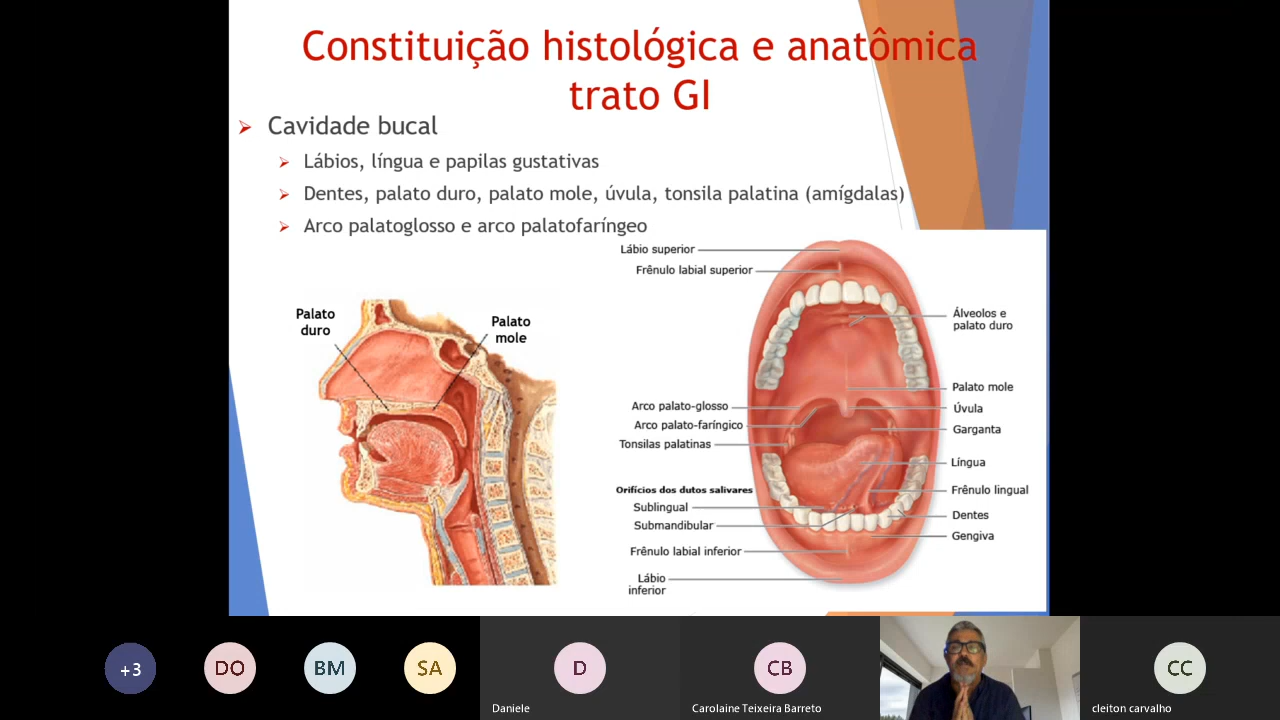 Constituição histológica e anatômica
trato GI
Cavidade bucal
Lábios, língua e papilas gustativas
Dentes, palato duro, palato mole, úvula, tonsila palatina (amígdalas)
Arco palatoglosso e arco palatofaríngeo
Palato
duro
Palato
mole
Lábio superior
Frênulo labial superior
Arco palato-glosso
Arco palato-faríngico
Tonsilas palatinas
Orifícios dos dutos salivares
Sublingual
Submandibular
Frênulo labial inferior
Lábio
inferior
Álveolos e
palato duro
Palato mole
Úvula
Garganta
Língua
Frênulo lingual
Dentes
Gengiva
+3
DO
BM
SA
D
Daniele
CB
Carolaine Teixeira Barreto
CC
cleiton carvalho